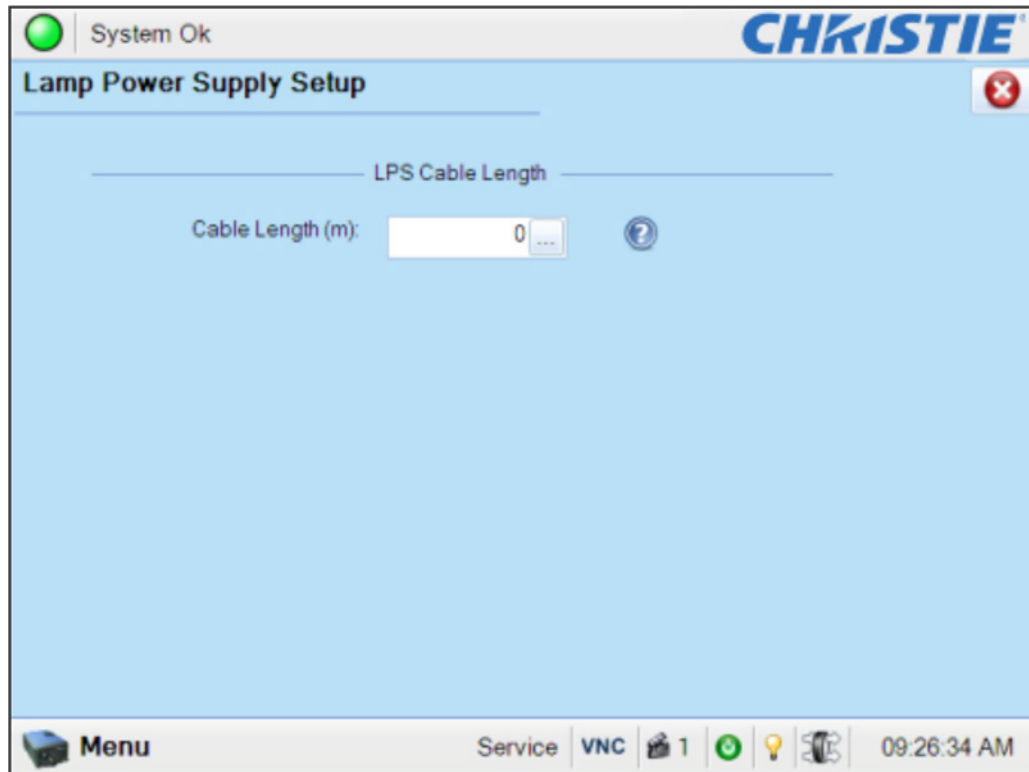 System Ok
CHRISTIE
Lamp Power Supply Setup
LPS Cable Length
Cable Length (m): 0 ...
Menu Service VNC 1 09:26:34 AM